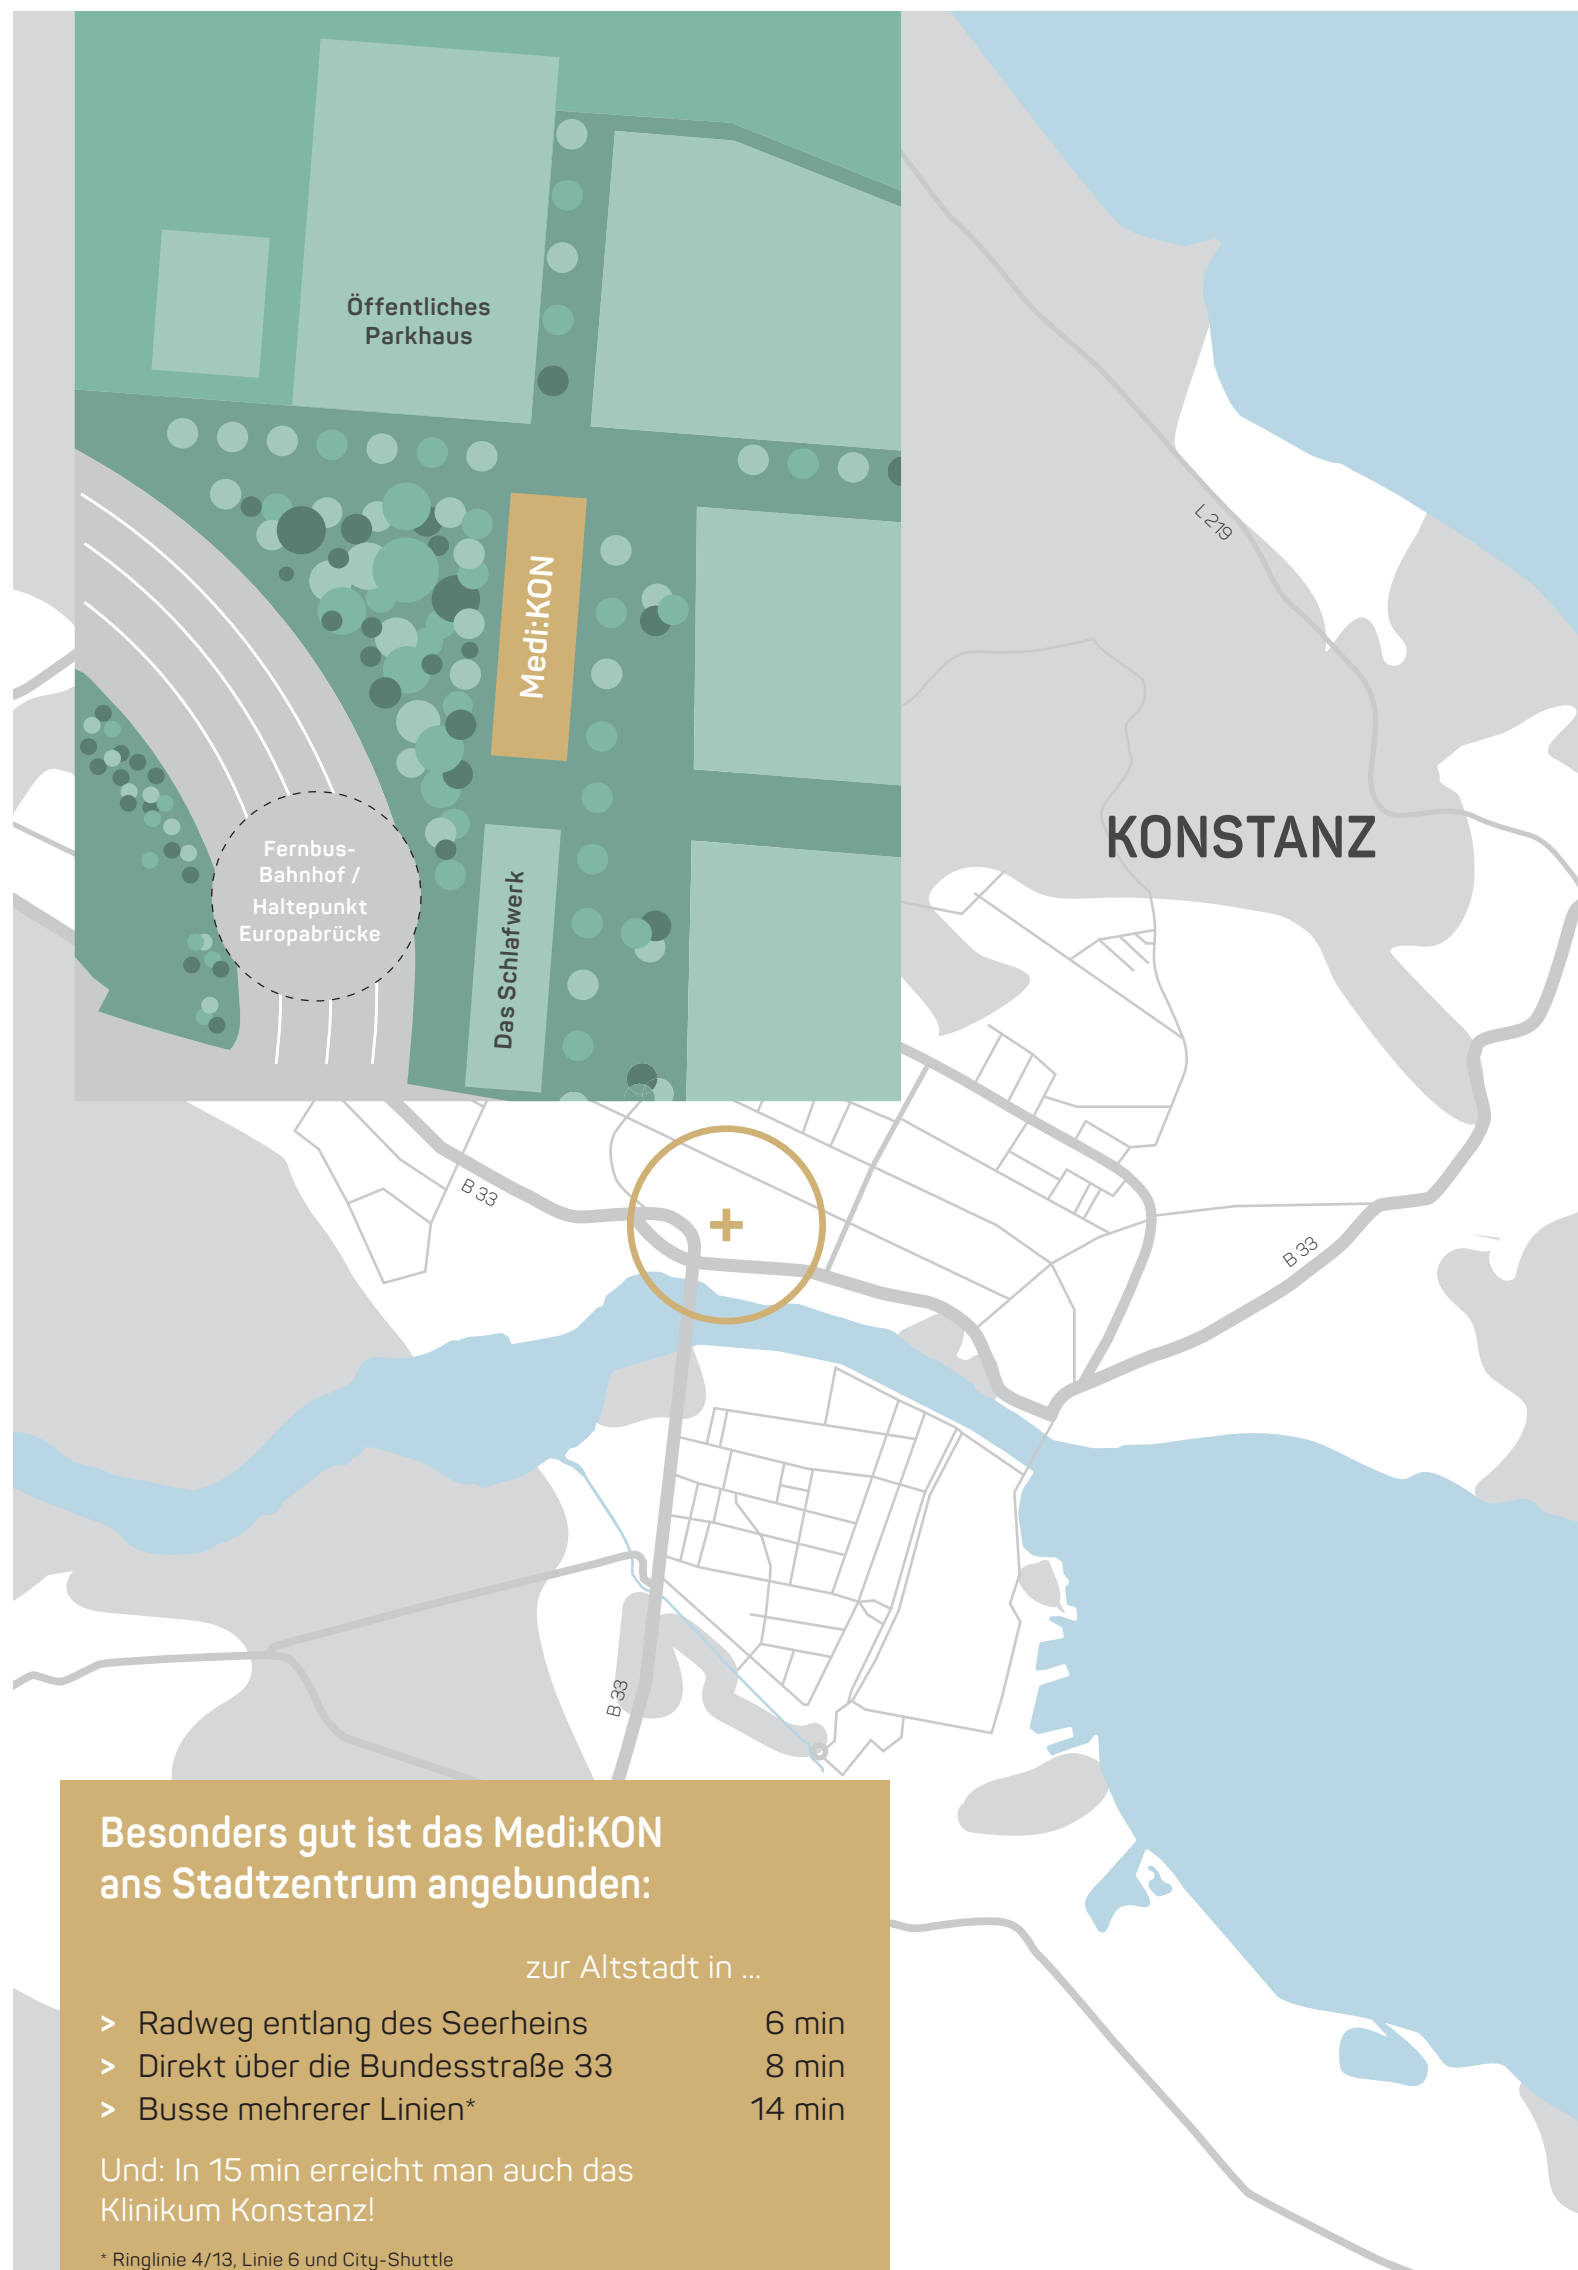 Öffentliches
Parkhaus
Medi:KON
Fernbus-
Bahnhof /
Haltepunkt
Europabrücke
Das Schlafwerk
L 219
KONSTANZ
B 33
B 33
B 33
Besonders gut ist das Medi:KON
ans Stadtzentrum angebunden:
zur Altstadt in ...
> Radweg entlang des Seerheins 6 min
> Direkt über die Bundesstraße 33 8 min
> Busse mehrerer Linien* 14 min
Und: In 15 min erreicht man auch das
Klinikum Konstanz!
* Ringlinie 4/13, Linie 6 und City-Shuttle